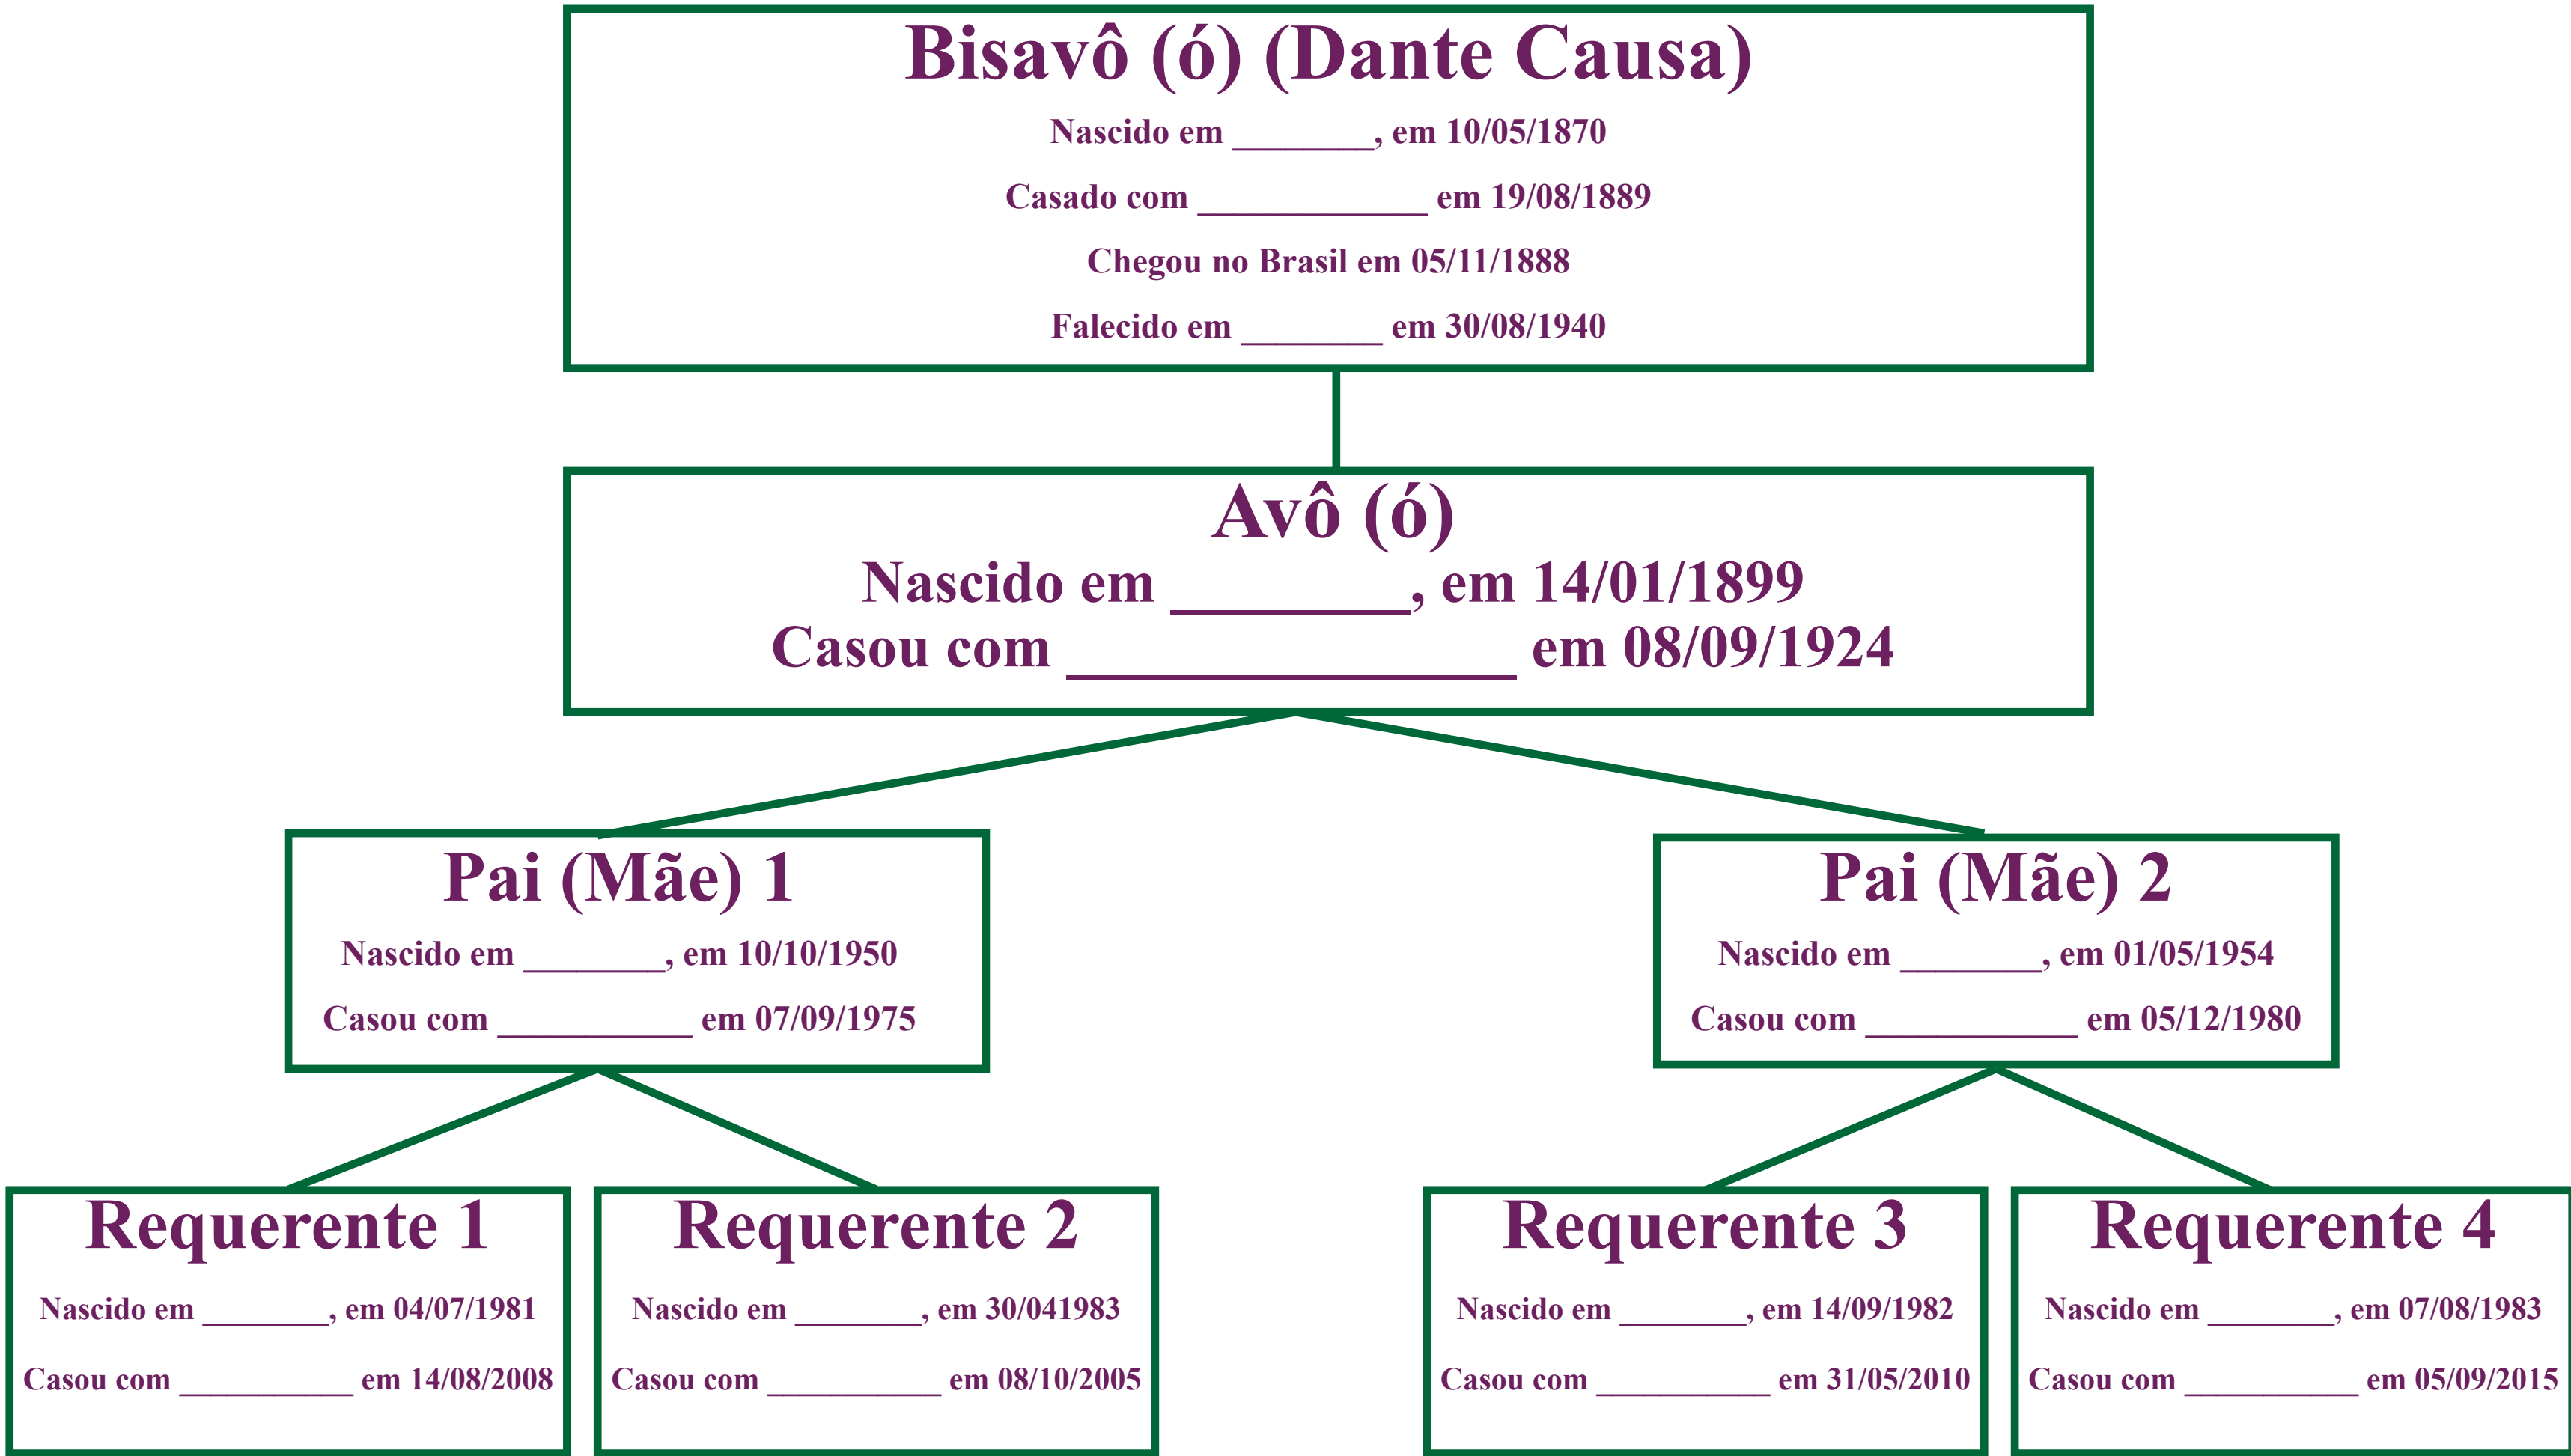 Bisavô (ó) (Dante Causa)
Nascido em ________, em 10/05/1870
Casado com _____________ em 19/08/1889
Chegou no Brasil em 05/11/1888
Falecido em ________ em 30/08/1940
Avô (ó)
Nascido em ________, em 14/01/1899
Casou com _______________ em 08/09/1924
Pai (Mãe) 1
Nascido em ________, em 10/10/1950
Casou com ___________ em 07/09/1975
Pai (Mãe) 2
Nascido em ________, em 01/05/1954
Casou com ____________ em 05/12/1980
Requerente 1
Nascido em ________, em 04/07/1981
Casou com ___________ em 14/08/2008
Requerente 2
Nascido em ________, em 30/041983
Casou com ___________ em 08/10/2005
Requerente 3
Nascido em ________, em 14/09/1982
Casou com ___________ em 31/05/2010
Requerente 4
Nascido em ________, em 07/08/1983
Casou com ___________ em 05/09/2015